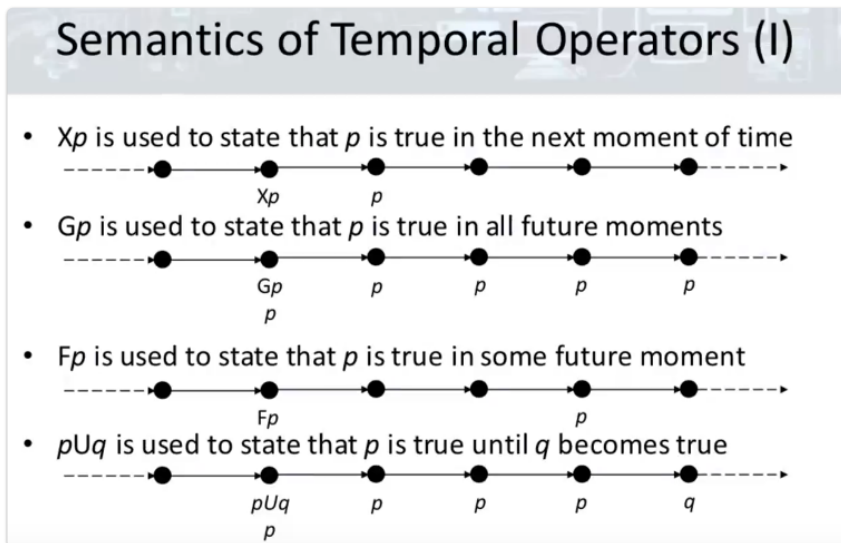 Semantics of Temporal Operators (I)
• Xp is used to state that p is true in the next moment of time
Xp p
• Gp is used to state that p is true in all future moments
Gp p p p p
p
• Fp is used to state that p is true in some future moment
Fp p
• pUq is used to state that p is true until q becomes true
pUq p p p q
p